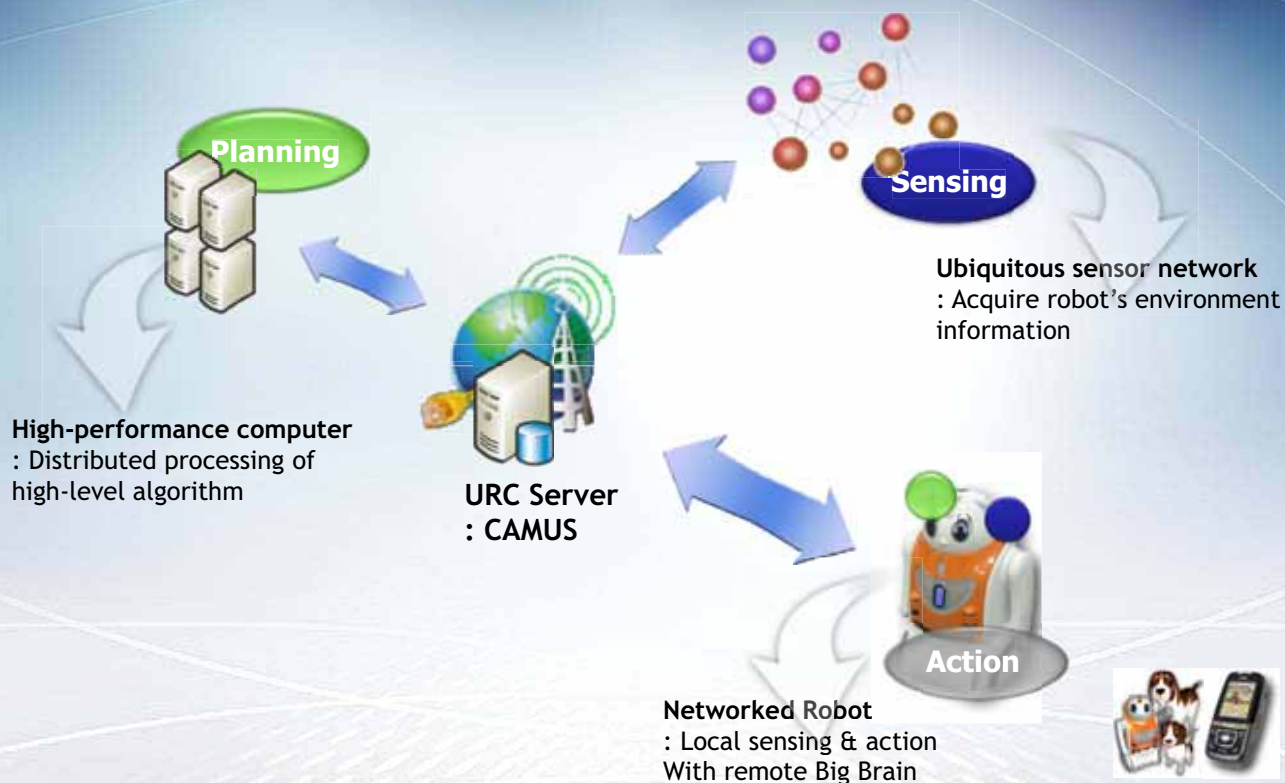 Planning
Sensing
Ubiquitous sensor network
: Acquire robot’s environment
information
High-performance computer
: Distributed processing of
high-level algorithm
URC Server
: CAMUS
Action
Networked Robot
: Local sensing & action
With remote Big Brain